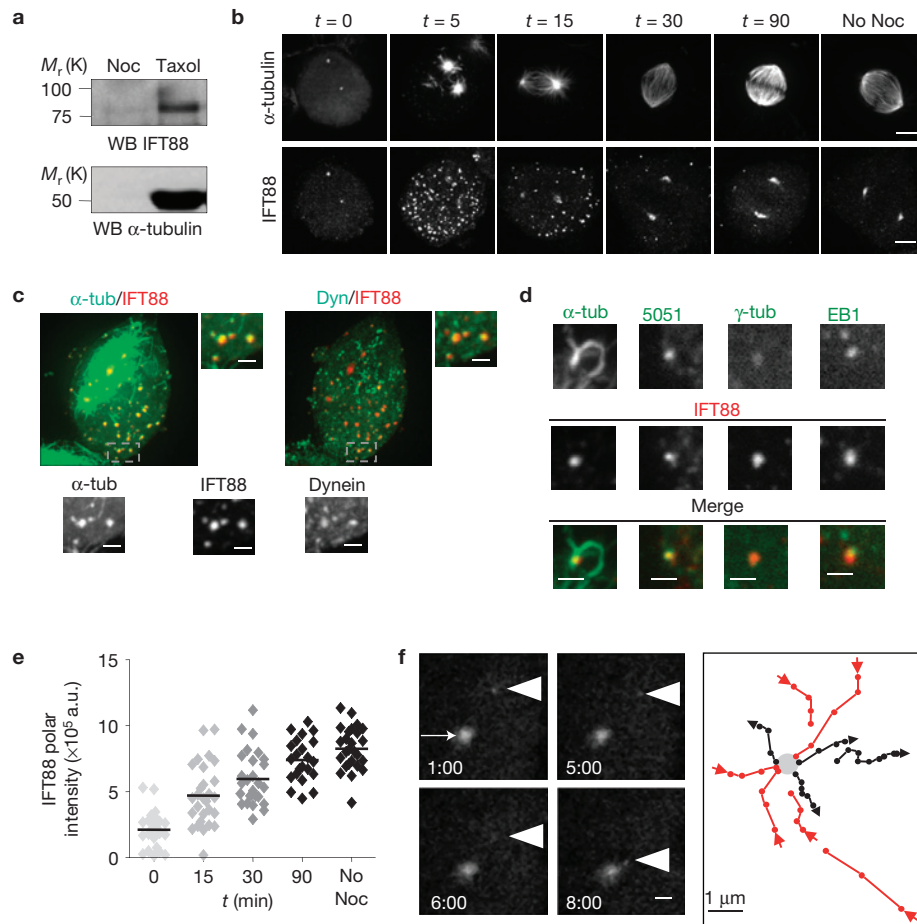 a
Mr (K) Noc Taxol
100
75
WB IFT88
Mr (K)
50
WB α-tubulin
b
t = 0 t = 5 t = 15 t = 30 t = 90 No Noc
α-tubulin
IFT88
c
α-tub/IFT88 Dyn/IFT88
α-tub IFT88 Dynein
d
α-tub 5051 γ-tub EB1
IFT88
Merge
e
IFT88 polar
intensity (×10⁵ a.u.)
15
10
5
0
0 15 30 90 No
Noc
t (min)
f
1:00 5:00
6:00 8:00
1 μm